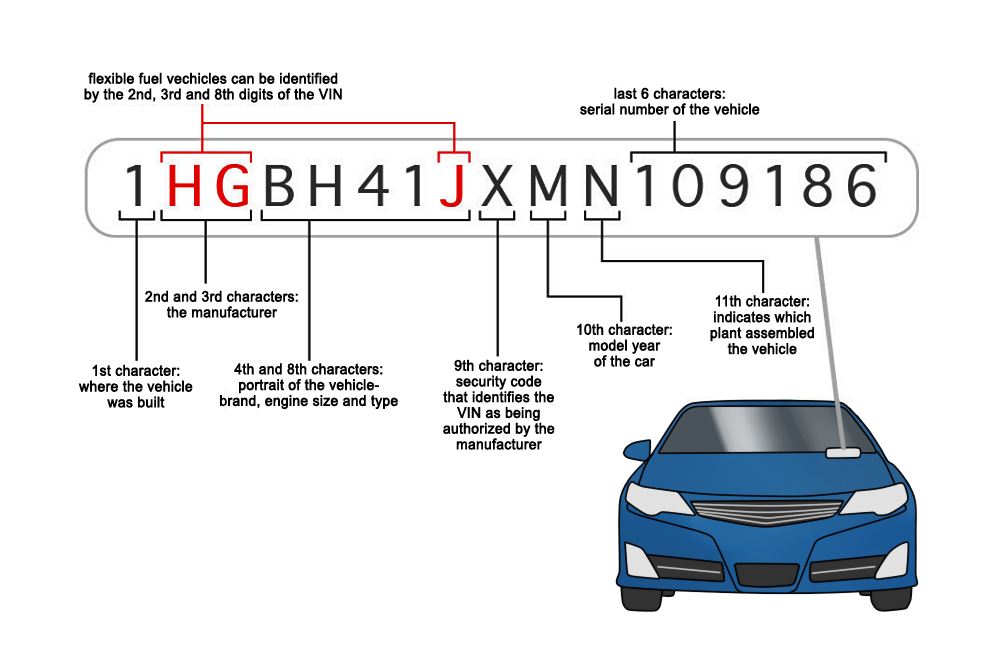 flexible fuel vechicles can be identified
by the 2nd, 3rd and 8th digits of the VIN
last 6 characters:
serial number of the vehicle
1HGBH41JXMN109186
2nd and 3rd characters:
the manufacturer
1st character:
where the vehicle
was built
4th and 8th characters:
portrait of the vehicle-
brand, engine size and type
9th character:
security code
that identifies the
VIN as being
authorized by the
manufacturer
10th character:
model year
of the car
11th character:
indicates which
plant assembled
the vehicle